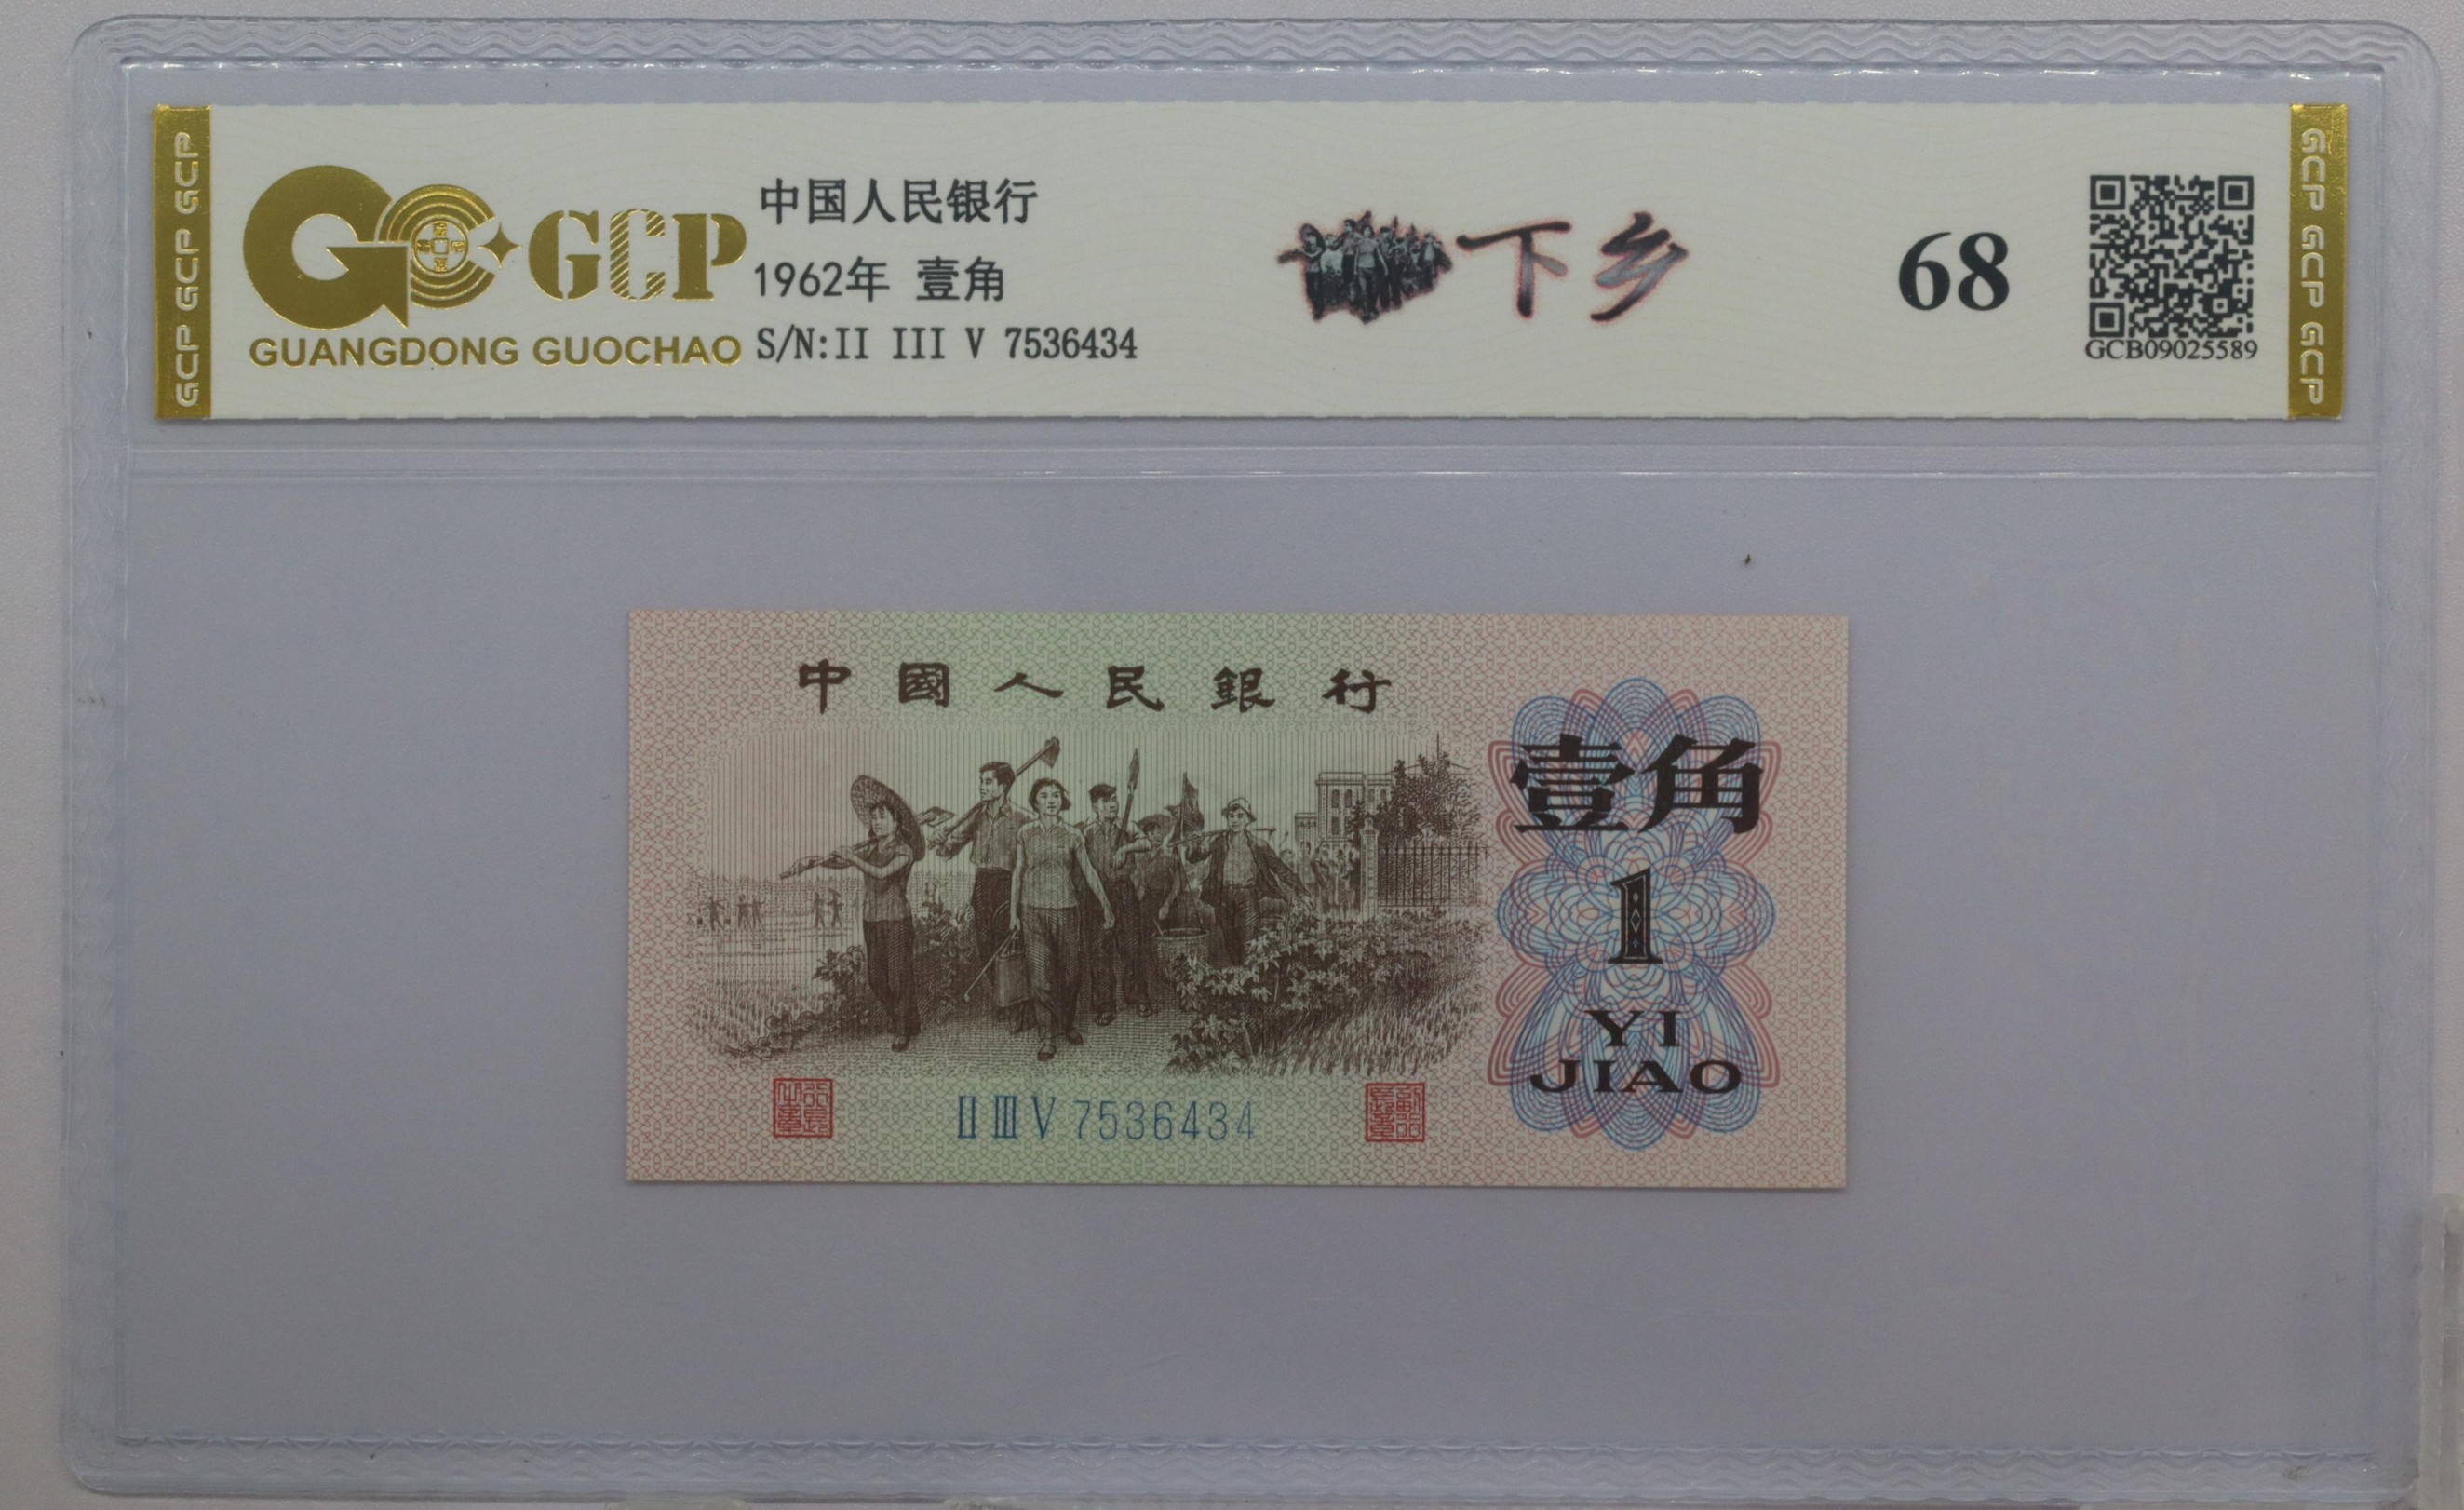 GCP GCP GCP
GCP
GUANGDONG GUOCHAO
中国人民银行
1962年 壹角
S/N:II III V 7536434
下乡
68
GCB09025589
GCP GCP GCP
中國人民銀行
壹角
1
YI
JIAO
ⅡⅢⅤ 7536434